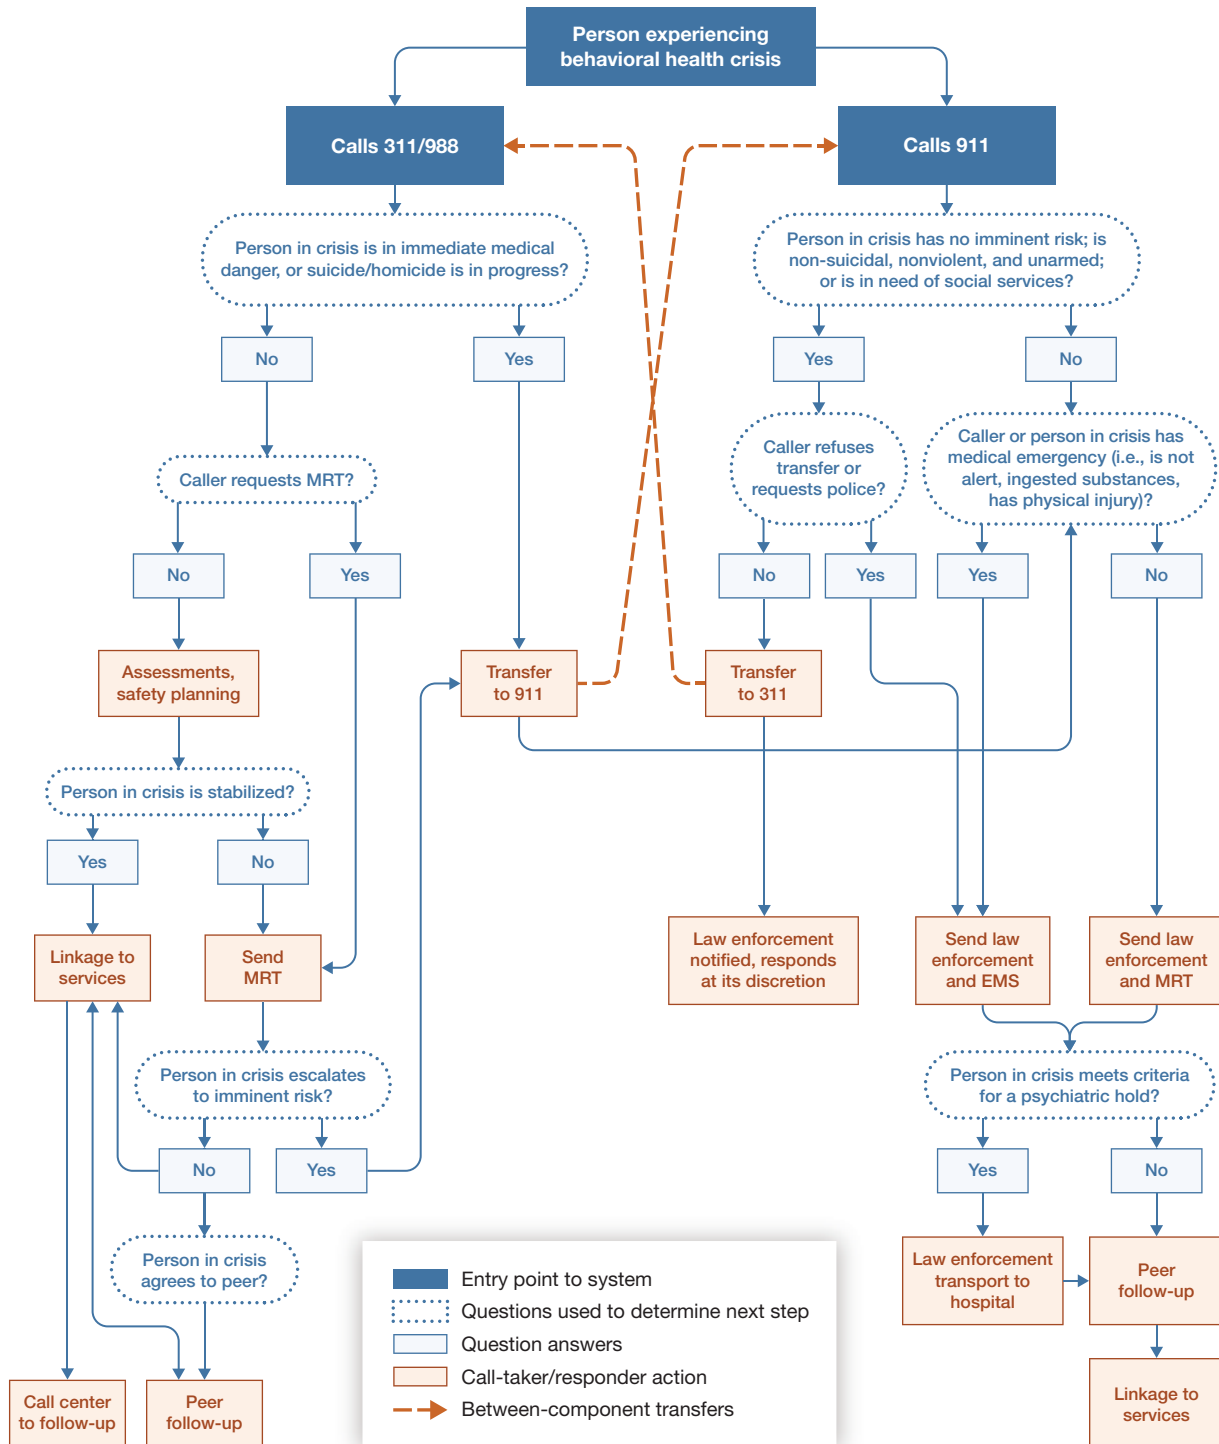 Person experiencing
behavioral health crisis
Calls 311/988
Calls 911
Person in crisis is in immediate medical
danger, or suicide/homicide is in progress?
Person in crisis has no imminent risk; is
non-suicidal, nonviolent, and unarmed;
or is in need of social services?
No
Yes
Yes
No
Caller requests MRT?
Caller refuses
transfer or
requests police?
Caller or person in crisis has
medical emergency (i.e., is not
alert, ingested substances,
has physical injury)?
No
Yes
No
Yes
Yes
No
Assessments,
safety planning
Transfer
to 911
Transfer
to 311
Person in crisis is stabilized?
Yes
No
Linkage to
services
Send
MRT
Law enforcement
notified, responds
at its discretion
Send law
enforcement
and EMS
Send law
enforcement
and MRT
Person in crisis escalates
to imminent risk?
Person in crisis meets criteria
for a psychiatric hold?
No
Yes
Yes
No
Person in crisis
agrees to peer?
Law enforcement
transport to
hospital
Peer
follow-up
Call center
to follow-up
Peer
follow-up
Linkage to
services
Entry point to system
Questions used to determine next step
Question answers
Call-taker/responder action
Between-component transfers